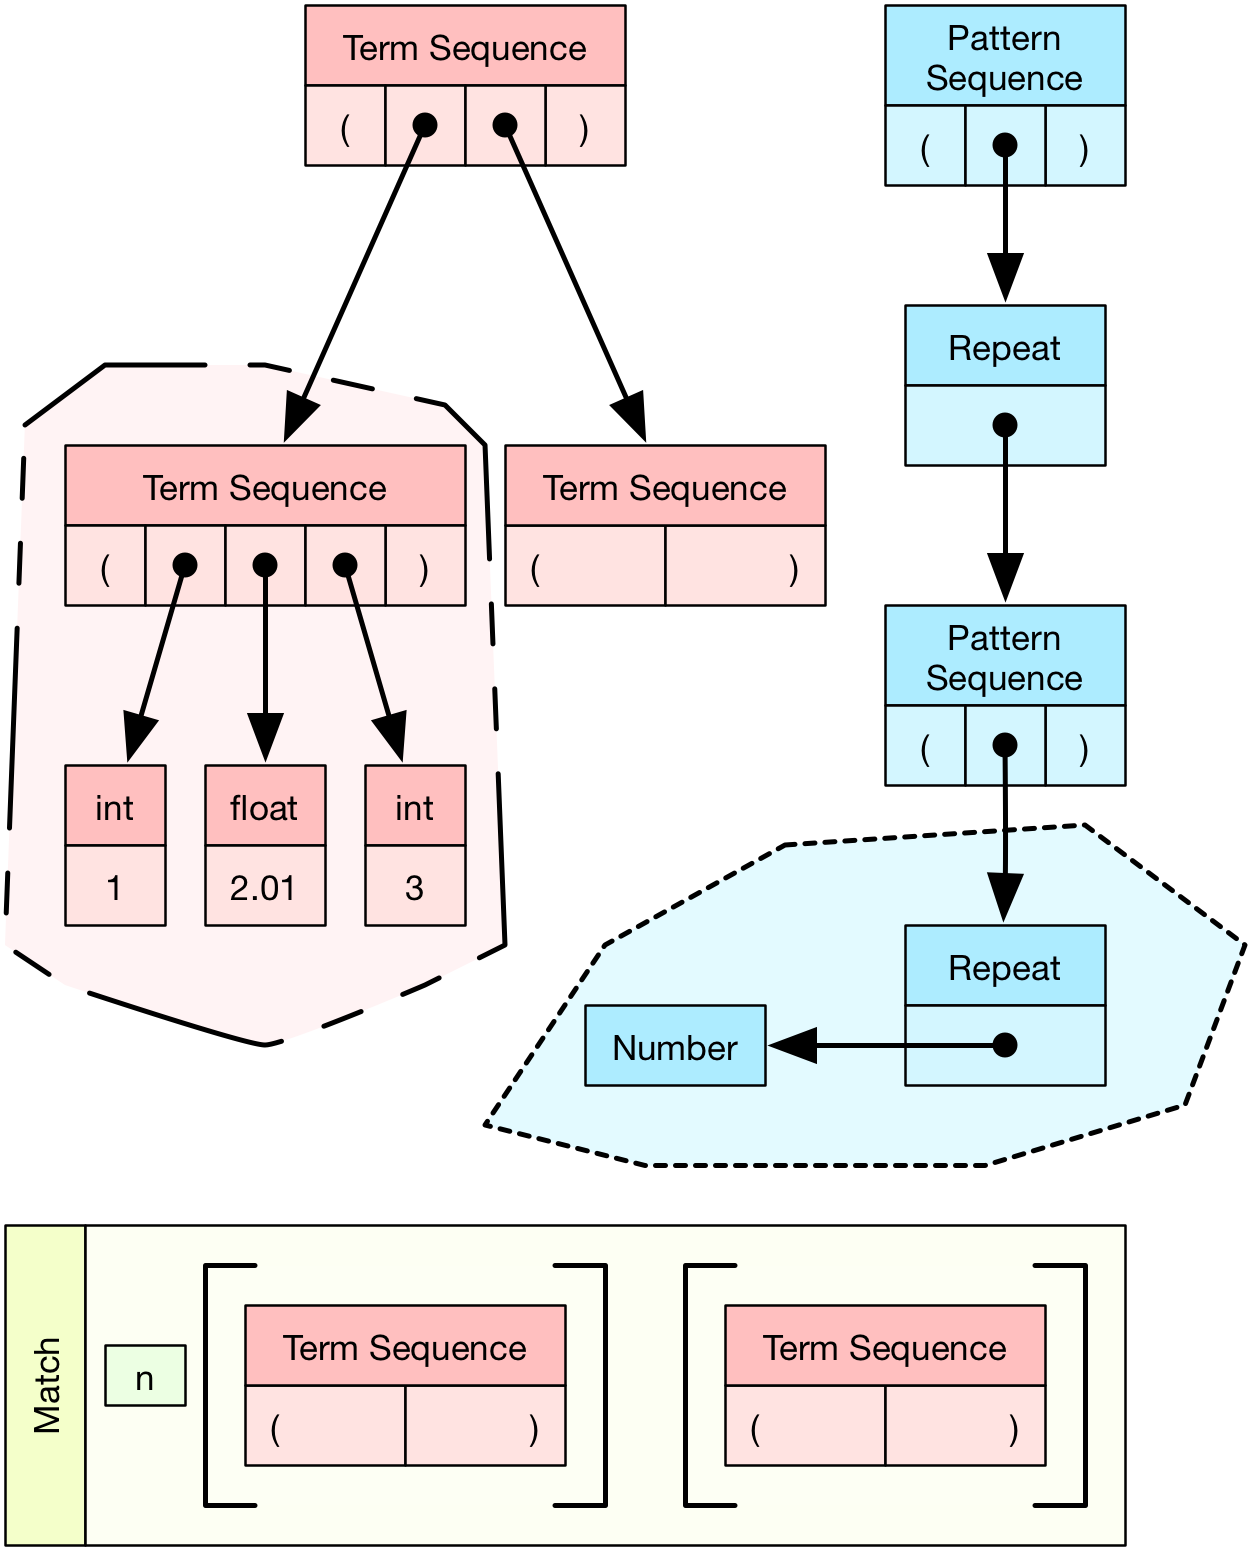 Term Sequence
( )
Pattern
Sequence
( )
Repeat
Term Sequence
( )
Term Sequence
( )
Pattern
Sequence
( )
int
1
float
2.01
int
3
Repeat
Number
Match
n
Term Sequence
( )
Term Sequence
( )